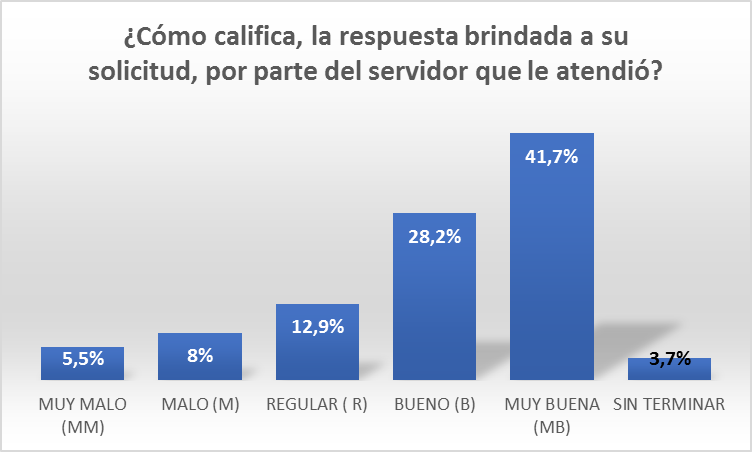 ¿Cómo califica, la respuesta brindada a su
solicitud, por parte del servidor que le atendió?
5,5%
8%
12,9%
28,2%
41,7%
3,7%
MUY MALO
(MM)
MALO (M)
REGULAR ( R)
BUENO (B)
MUY BUENA
(MB)
SIN TERMINAR